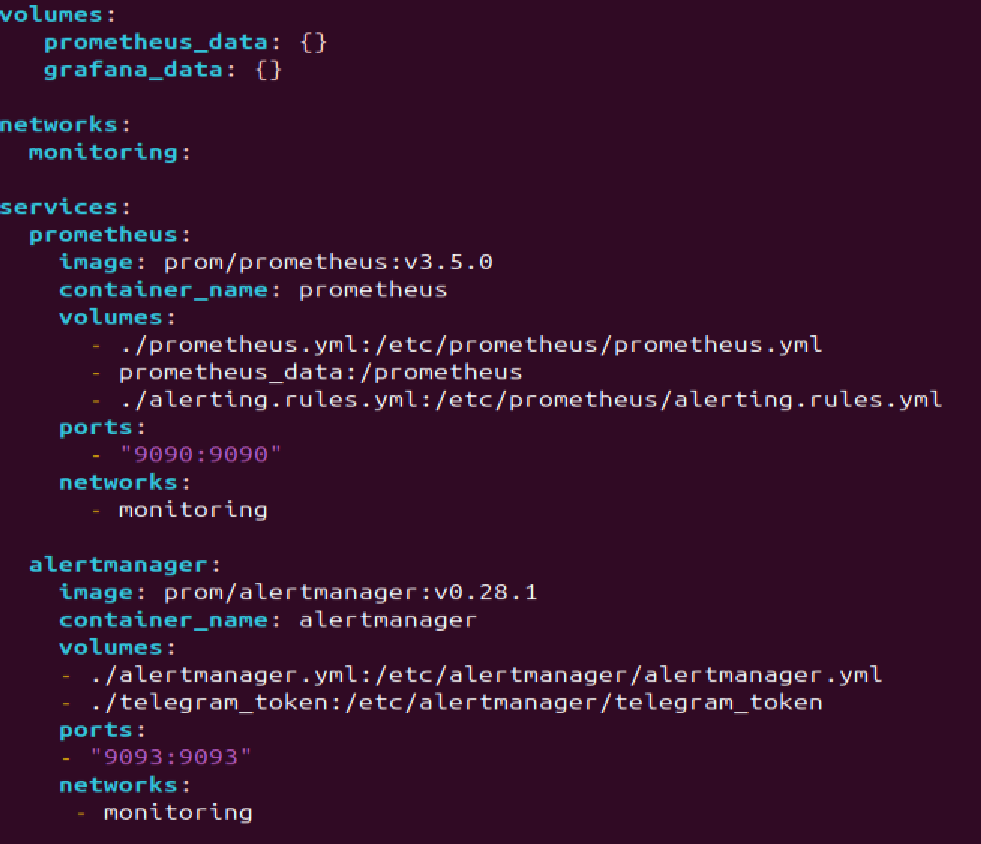 volumes:
   prometheus_data: {}
   grafana_data: {}

networks:
  monitoring:

services:
  prometheus:
    image: prom/prometheus:v3.5.0
    container_name: prometheus
    volumes:
      - ./prometheus.yml:/etc/prometheus/prometheus.yml
      - prometheus_data:/prometheus
      - ./alerting.rules.yml:/etc/prometheus/alerting.rules.yml
    ports:
      - "9090:9090"
    networks:
      - monitoring

  alertmanager:
    image: prom/alertmanager:v0.28.1
    container_name: alertmanager
    volumes:
    - ./alertmanager.yml:/etc/alertmanager/alertmanager.yml
    - ./telegram_token:/etc/alertmanager/telegram_token
    ports:
    - "9093:9093"
    networks:
     - monitoring